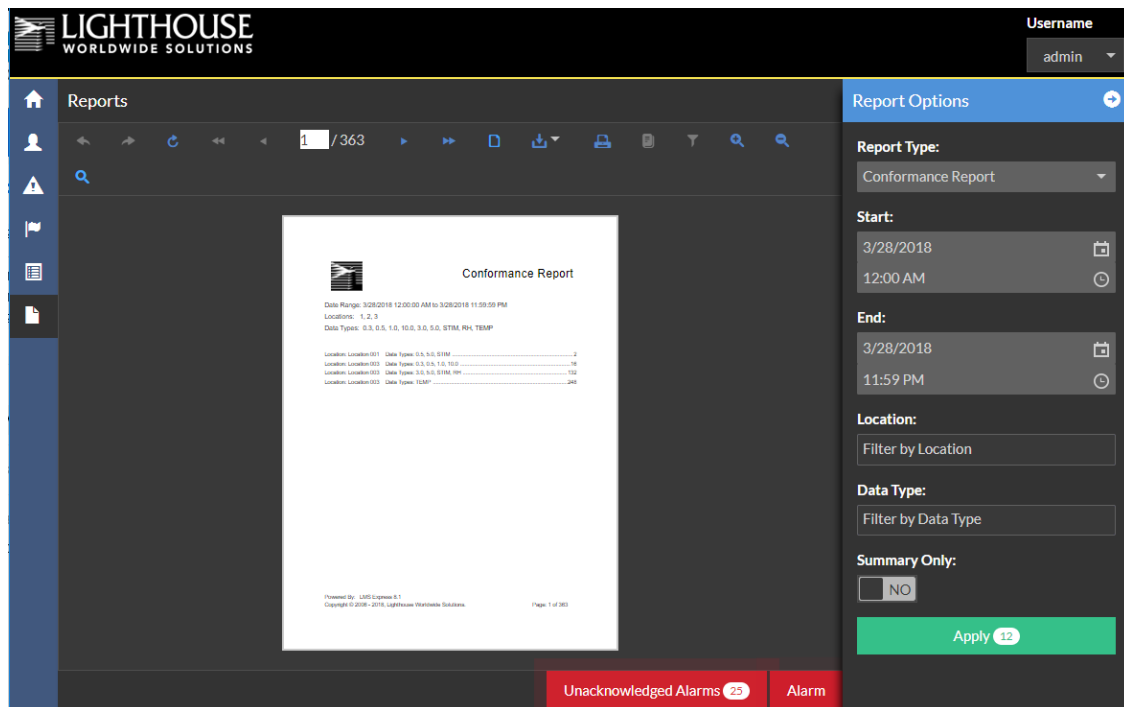 LIGHTHOUSE
WORLDWIDE SOLUTIONS
Username
admin
Reports
Report Options
1 / 363
Report Type:
Conformance Report
Start:
3/28/2018
12:00 AM
End:
3/28/2018
11:59 PM
Location:
Filter by Location
Data Type:
Filter by Data Type
Summary Only:
NO
Apply 12
Conformance Report
Date Range: 3/28/2018 12:00:00 AM to 3/28/2018 11:59:59 PM
Locations: 1, 2, 3
Data Types: 0.3, 0.5, 1.0, 10.0, 3.0, 5.0, STIM, RH, TEMP
Location: Location 001 Data Types: 0.5, 5.0, STIM 2
Location: Location 003 Data Types: 0.3, 0.5, 1.0, 10.0
Location: Location 003 Data Types: 3.0, 5.0, STIM, RH 132
Location: Location 003 Data Types: TEMP
Powered By: LMS Express 8.1
Copyright © 2008 - 2018, Lighthouse Worldwide Solutions.
Page: 1 of 363
Unacknowledged Alarms 25
Alarm